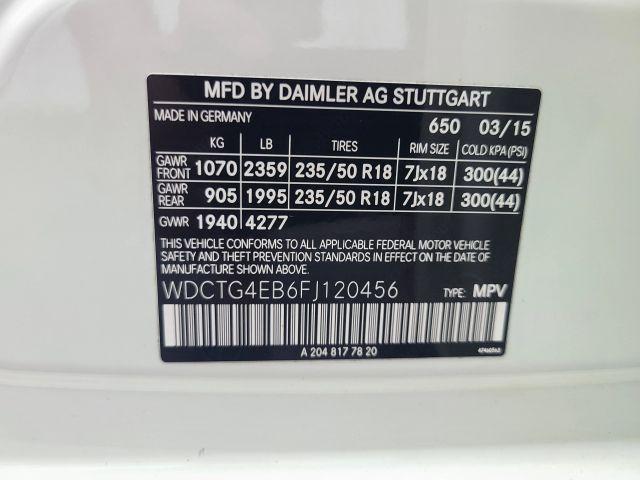 MFD BY DAIMLER AG STUTTGART
MADE IN GERMANY 650 03/15
KG LB TIRES RIM SIZE COLD KPA(PSI)
GAWR FRONT 1070 2359 235/50 R18 7Jx18 300(44)
GAWR REAR 905 1995 235/50 R18 7Jx18 300(44)
GVWR 1940 4277
THIS VEHICLE CONFORMS TO ALL APPLICABLE FEDERAL MOTOR VEHICLE
SAFETY AND THEFT PREVENTION STANDARDS IN EFFECT ON THE DATE OF
MANUFACTURE SHOWN ABOVE.
WDCTG4EB6FJ120456 TYPE: MPV
A 204 817 78 20